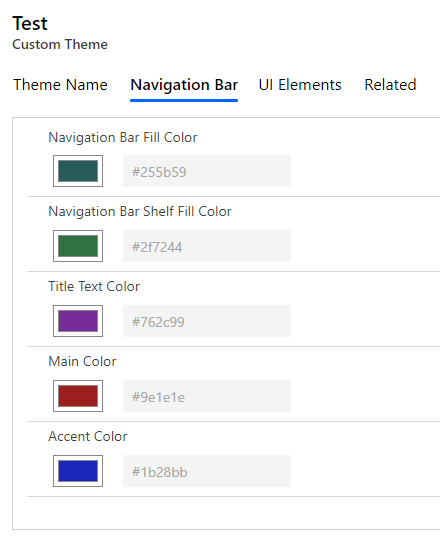 Test
Custom Theme
Theme Name Navigation Bar UI Elements Related
Navigation Bar Fill Color
#255b59
Navigation Bar Shelf Fill Color
#2f7244
Title Text Color
#762c99
Main Color
#9e1e1e
Accent Color
#1b28bb